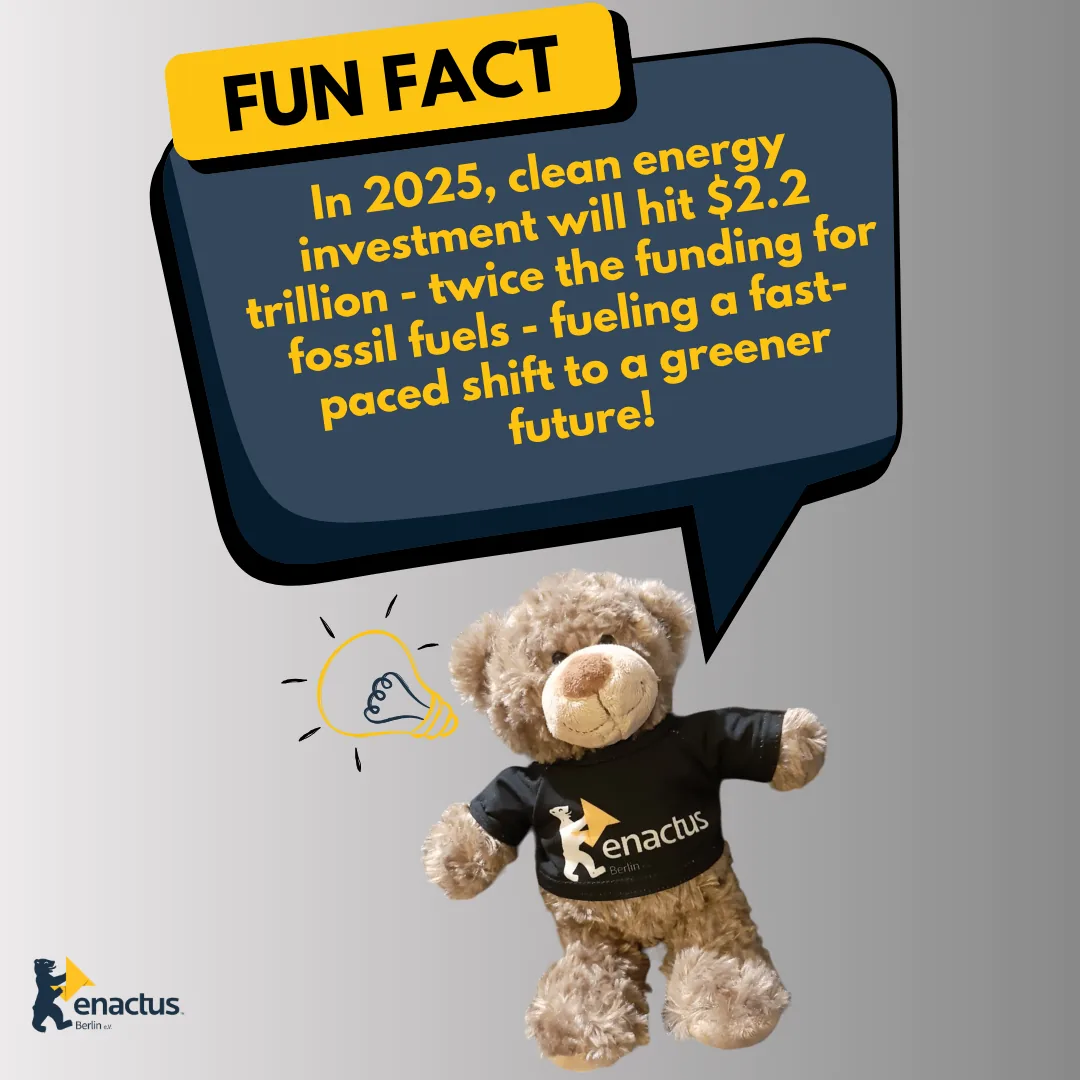 FUN FACT
In 2025, clean energy
investment will hit $2.2
trillion - twice the funding for
fossil fuels - fueling a fast-
paced shift to a greener
future!
enactus
Berlin
enactus
Berlin e.V.